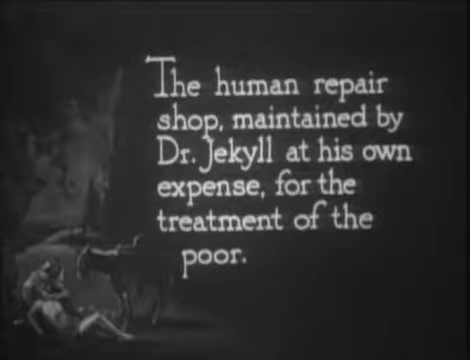 The human repair
shop, maintained by
Dr. Jekyll at his own
expense, for the
treatment of the
poor.